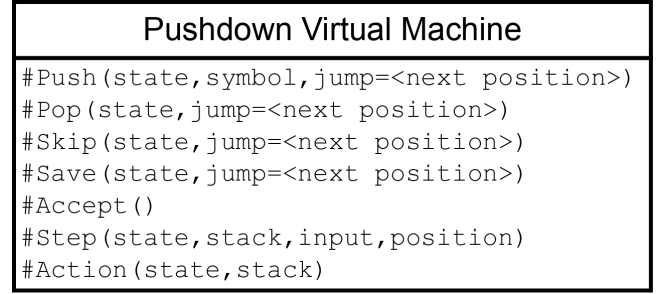 Pushdown Virtual Machine
#Push(state,symbol,jump=<next position>)
#Pop(state,jump=<next position>)
#Skip(state,jump=<next position>)
#Save(state,jump=<next position>)
#Accept()
#Step(state,stack,input,position)
#Action(state,stack)